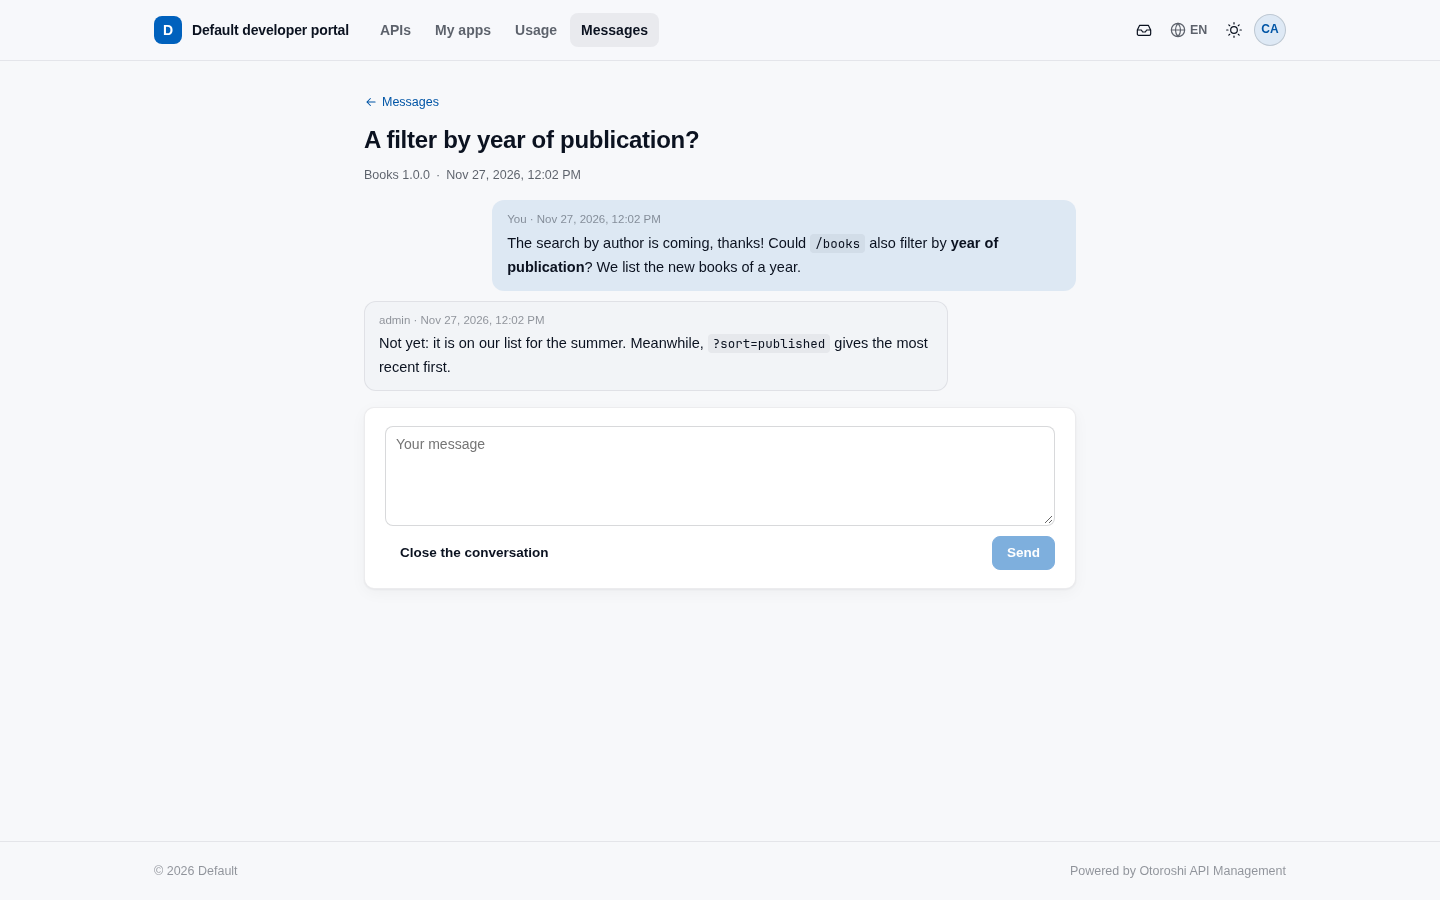 D Default developer portal APIs My apps Usage Messages EN CA
Messages
A filter by year of publication?
Books 1.0.0 · Nov 27, 2026, 12:02 PM
You · Nov 27, 2026, 12:02 PM
The search by author is coming, thanks! Could /books also filter by year of
publication? We list the new books of a year.
admin · Nov 27, 2026, 12:02 PM
Not yet: it is on our list for the summer. Meanwhile, ?sort=published gives the most
recent first.
Your message
Close the conversation Send
© 2026 Default Powered by Otoroshi API Management